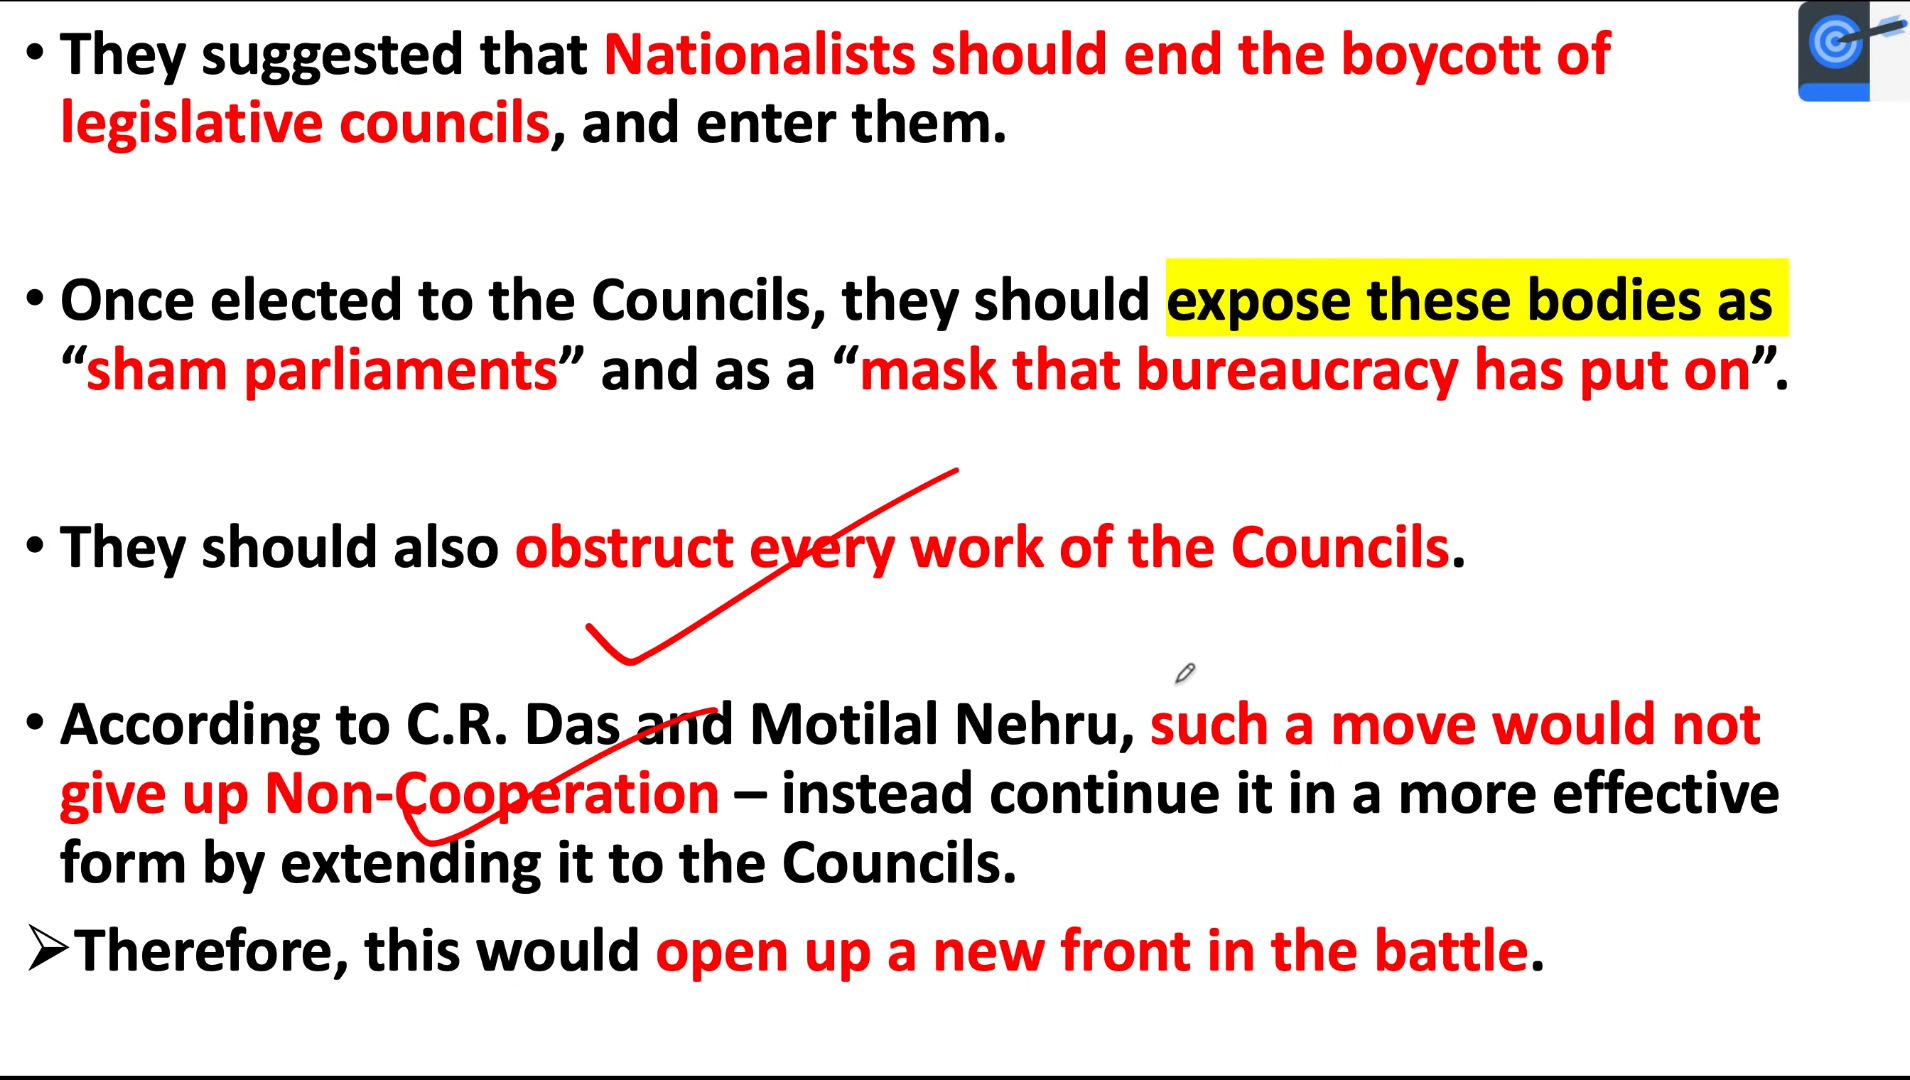 • They suggested that Nationalists should end the boycott of
legislative councils, and enter them.
• Once elected to the Councils, they should expose these bodies as
“sham parliaments” and as a “mask that bureaucracy has put on”.
• They should also obstruct every work of the Councils.
• According to C.R. Das and Motilal Nehru, such a move would not
give up Non-Cooperation – instead continue it in a more effective
form by extending it to the Councils.
➢Therefore, this would open up a new front in the battle.